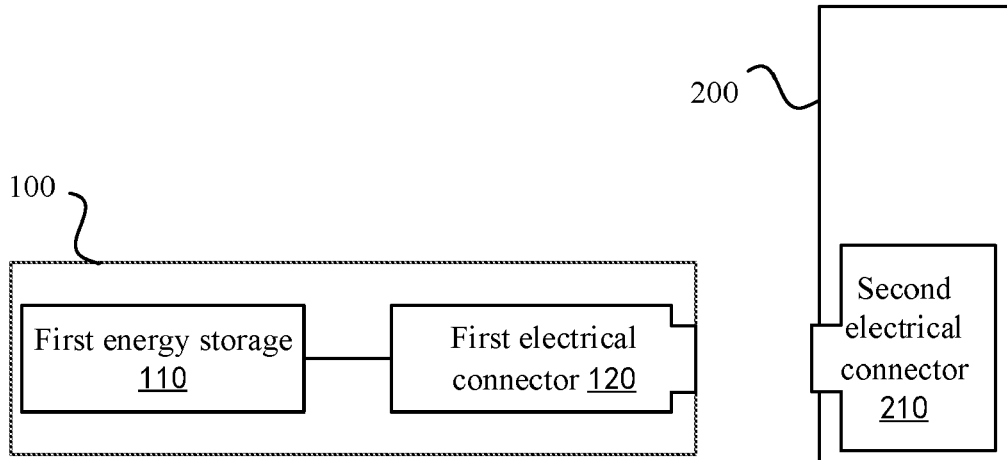 200
100
First energy storage
110
First electrical
connector 120
Second
electrical
connector
210